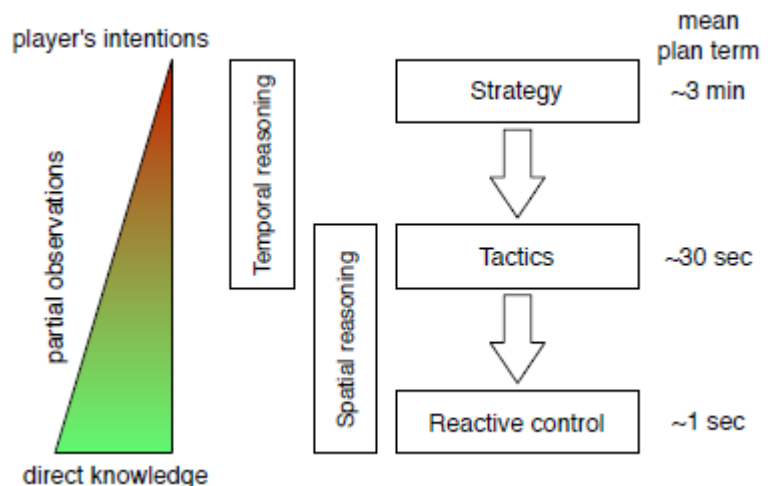 player's intentions
mean
plan term
Strategy
~3 min
Temporal reasoning
partial observations
Tactics
~30 sec
Spatial reasoning
Reactive control
~1 sec
direct knowledge